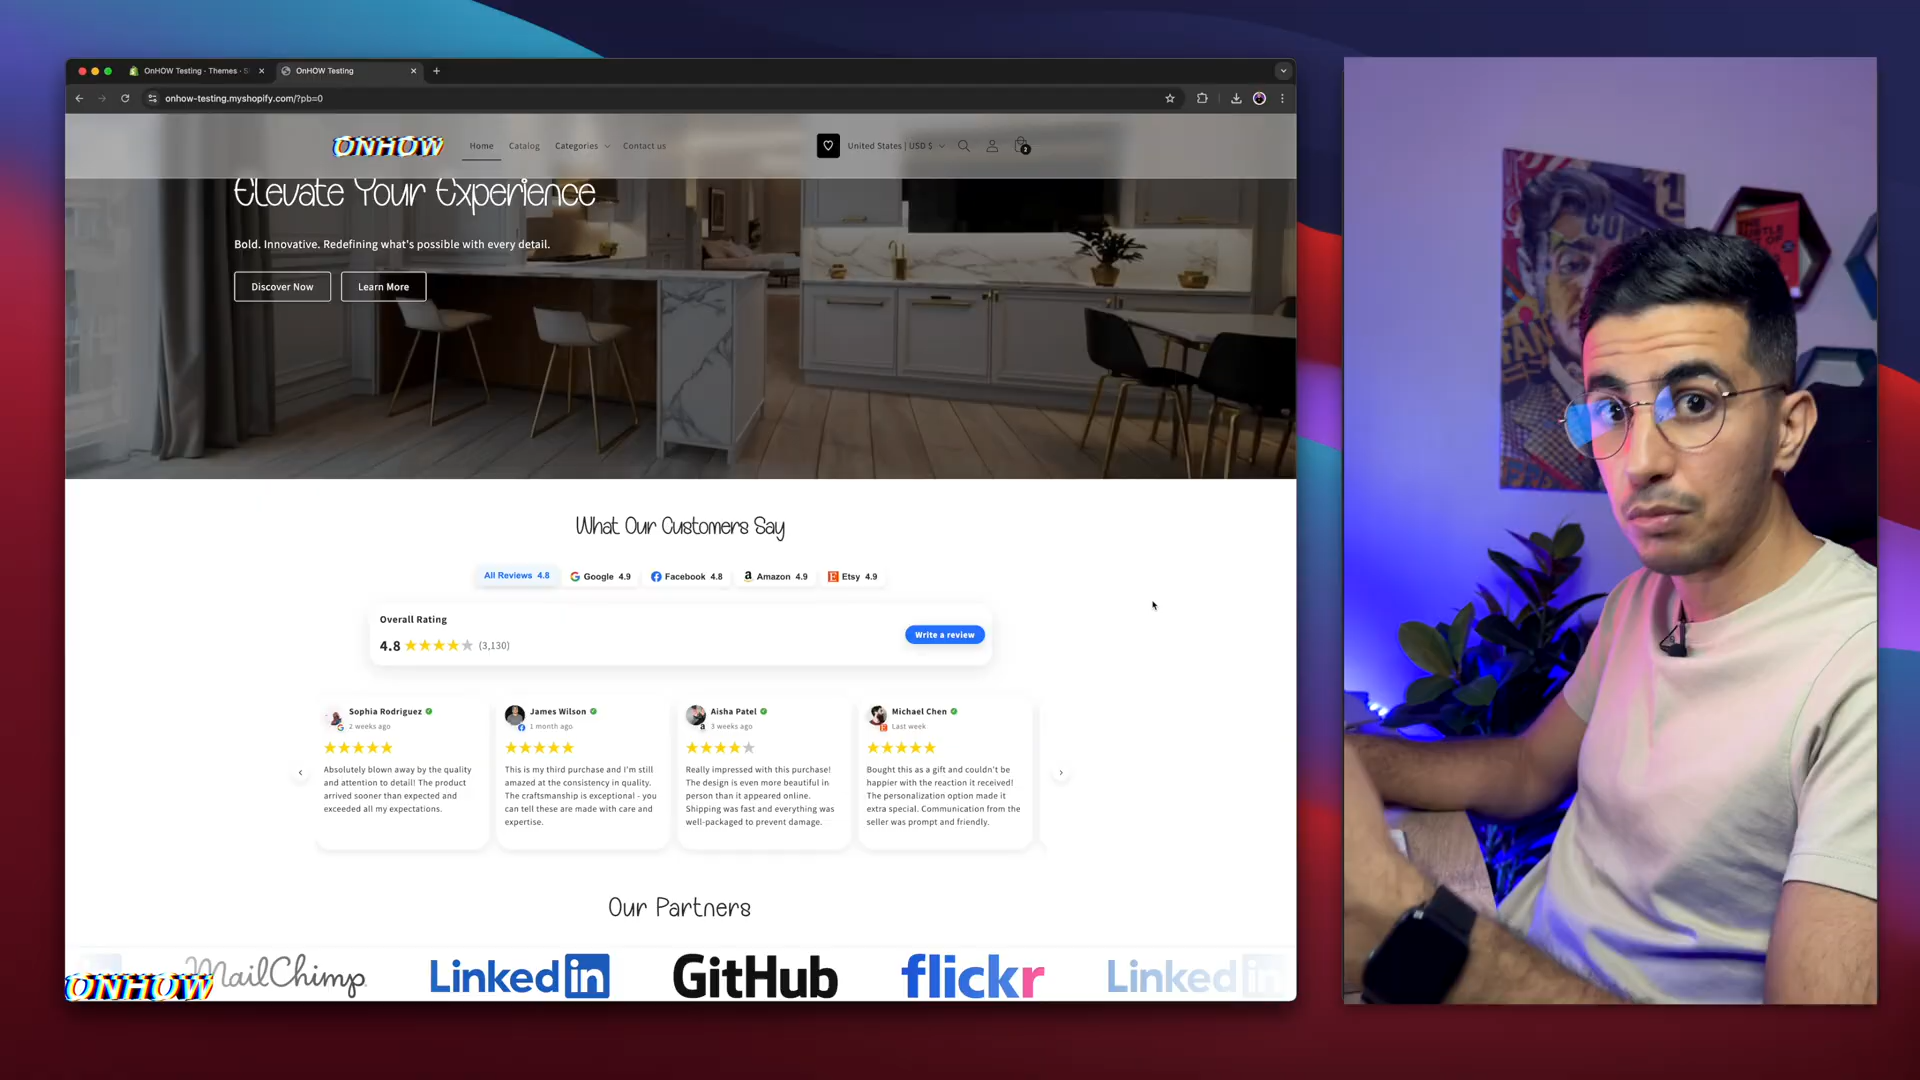 OnHOW Testing · Themes · S
OnHOW Testing
onhow-testing.myshopify.com/?pb=0
ONHOW
Home
Catalog
Categories
Contact us
United States | USD $
2
Elevate Your Experience
Bold. Innovative. Redefining what's possible with every detail.
Discover Now
Learn More
What Our Customers Say
All Reviews 4.8
Google 4.9
Facebook 4.8
Amazon 4.9
Etsy 4.9
Overall Rating
4.8 ★★★★★ (3,130)
Write a review
Sophia Rodriguez
2 weeks ago
Absolutely blown away by the quality
and attention to detail! The product
arrived sooner than expected and
exceeded all my expectations.
James Wilson
1 month ago
This is my third purchase and I'm still
amazed at the consistency in quality.
The craftsmanship is exceptional - you
can tell these are made with care and
expertise.
Aisha Patel
3 weeks ago
Really impressed with this purchase!
The design is even more beautiful in
person than it appeared online.
Shipping was fast and everything was
well-packaged to prevent damage.
Michael Chen
Last week
Bought this as a gift and couldn't be
happier with the reaction it received!
The personalization option made it
extra special. Communication from the
seller was prompt and friendly.
Our Partners
MailChimp
LinkedIn
GitHub
flickr
LinkedIn
ONHOW